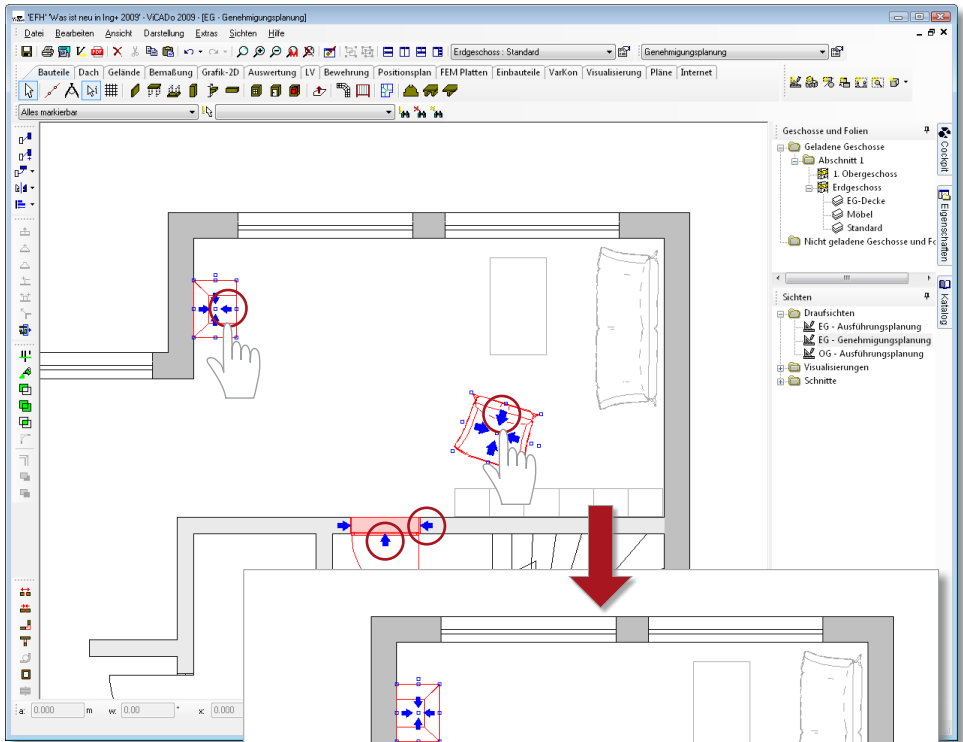 'EFH' 'Was ist neu in Ing+ 2009' - ViCADo 2009 - [EG - Genehmigungsplanung]
Datei Bearbeiten Ansicht Darstellung Extras Sichten Hilfe
Erdgeschoss : Standard Genehmigungsplanung
Bauteile Dach Gelände Bemaßung Grafik-2D Auswertung LV Bewehrung Positionsplan FEM Platten Einbauteile VarKon Visualisierung Pläne Internet
Alles markierbar
Geschosse und Folien
Geladene Geschosse
Abschnitt 1
1. Obergeschoss
Erdgeschoss
EG-Decke
Möbel
Standard
Nicht geladene Geschosse und Fo
Sichten
Draufsichten
EG - Ausführungsplanung
EG - Genehmigungsplanung
OG - Ausführungsplanung
Visualisierungen
Schnitte
Cockpit
Eigenschaften
Katalog
a: 0.000 m w: 0.00 ° x: 0.000